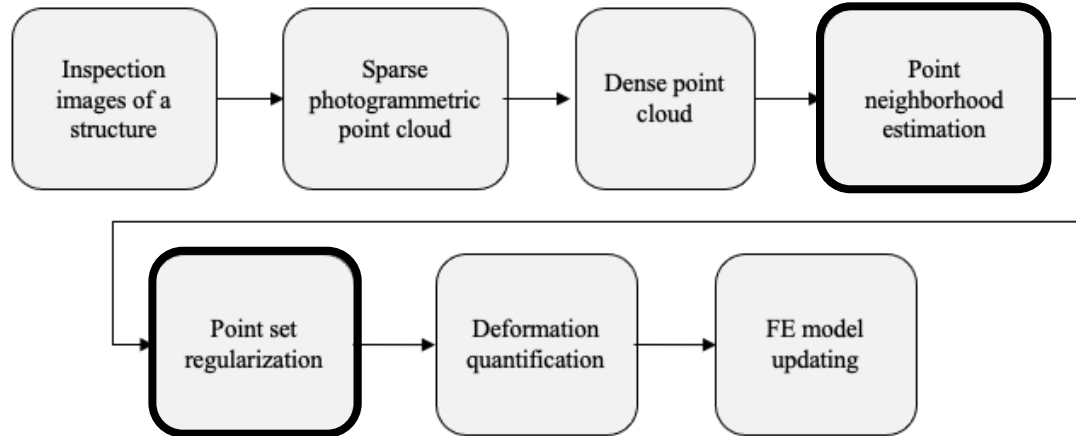 Inspection
images of a
structure
Sparse
photogrammetric
point cloud
Dense point
cloud
Point
neighborhood
estimation
Point set
regularization
Deformation
quantification
FE model
updating